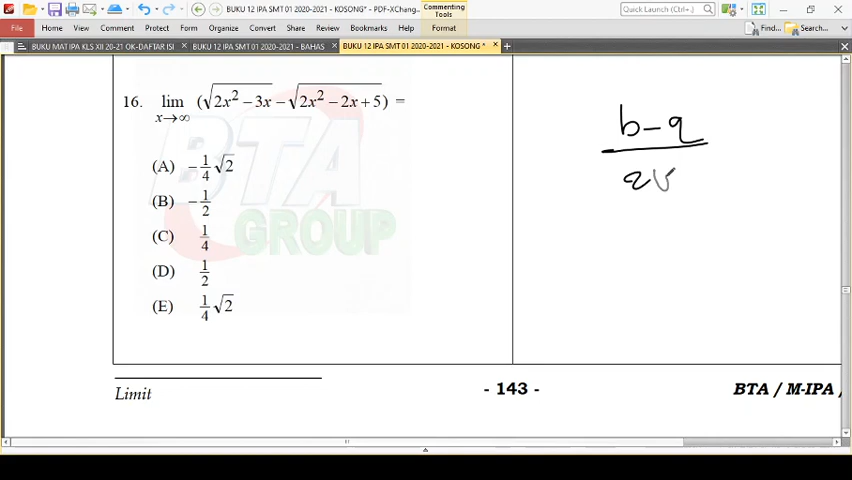 BUKU 12 IPA SMT 01 2020-2021 - KOSONG* - PDF-XChang
Commenting Tools
Quick Launch (Ctrl+.)
File Home View Comment Protect Form Organize Convert Share Review Bookmarks Help Format
Find... Search...
BUKU MAT IPA KLS XII 20-21 OK-DAFTAR ISI × BUKU 12 IPA SMT 01 2020-2021 - BAHAS × BUKU 12 IPA SMT 01 2020-2021 - KOSONG * × +
16. lim x→∞ (√(2x² − 3x) − √(2x² − 2x + 5)) =
(A) −1/4 √2
(B) −1/2
(C) 1/4
(D) 1/2
(E) 1/4 √2
BTA
GROUP
b − q
2
Limit
- 143 -
BTA / M-IPA /